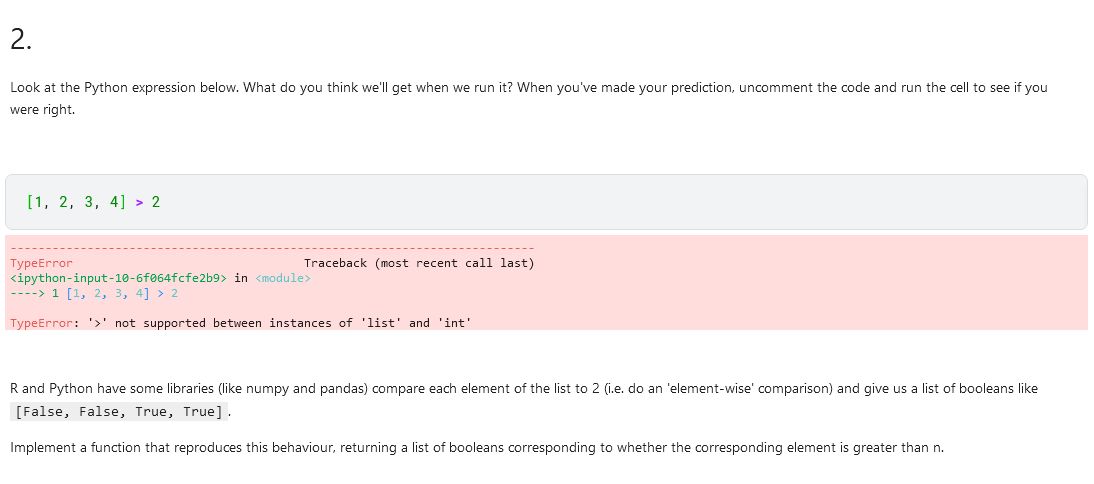 2.
Look at the Python expression below. What do you think we'll get when we run it? When you've made your prediction, uncomment the code and run the cell to see if you
were right.
[1, 2, 3, 4] > 2
---------------------------------------------------------------------------
TypeError                                 Traceback (most recent call last)
<ipython-input-10-6f064fcfe2b9> in <module>
----> 1 [1, 2, 3, 4] > 2
TypeError: '>' not supported between instances of 'list' and 'int'
R and Python have some libraries (like numpy and pandas) compare each element of the list to 2 (i.e. do an 'element-wise' comparison) and give us a list of booleans like
[False, False, True, True].
Implement a function that reproduces this behaviour, returning a list of booleans corresponding to whether the corresponding element is greater than n.